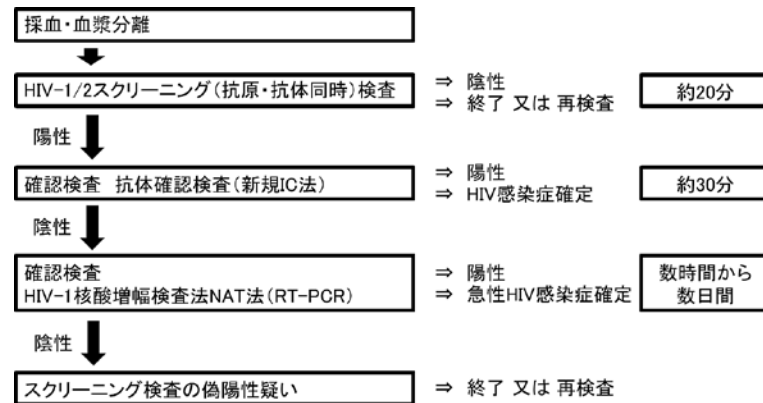 採血・血漿分離
HIV-1/2スクリーニング(抗原・抗体同時)検査
⇒ 陰性
⇒ 終了 又は 再検査
約20分
陽性
確認検査 抗体確認検査(新規IC法)
⇒ 陽性
⇒ HIV感染症確定
約30分
陰性
確認検査
HIV-1核酸増幅検査法NAT法(RT-PCR)
⇒ 陽性
⇒ 急性HIV感染症確定
数時間から
数日間
陰性
スクリーニング検査の偽陽性疑い
⇒ 終了 又は 再検査